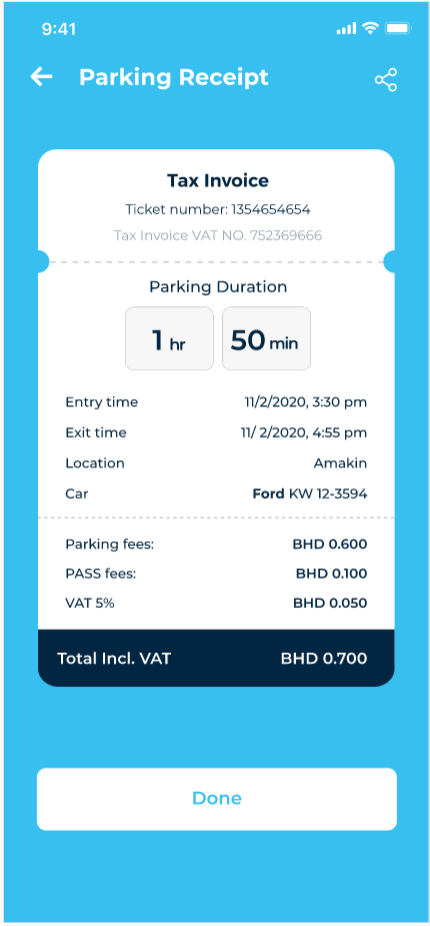 9:41
Parking Receipt
Tax Invoice
Ticket number: 1354654654
Tax Invoice VAT NO. 752369666
Parking Duration
1 hr 50 min
Entry time 11/2/2020, 3:30 pm
Exit time 11/ 2/2020, 4:55 pm
Location Amakin
Car Ford KW 12-3594
Parking fees: BHD 0.600
PASS fees: BHD 0.100
VAT 5% BHD 0.050
Total Incl. VAT BHD 0.700
Done